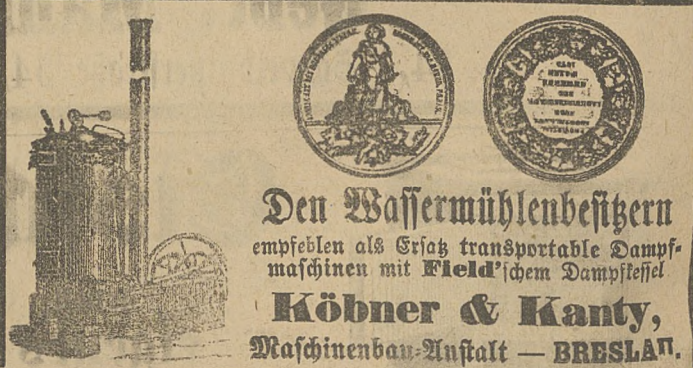 Den Wassermühlenbesitzern
empfehlen als Ersatz transportable Dampf-
maschinen mit Field'schem Dampfkessel
Köbner & Kanty,
Maschinenbau-Anstalt — BRESLAU.